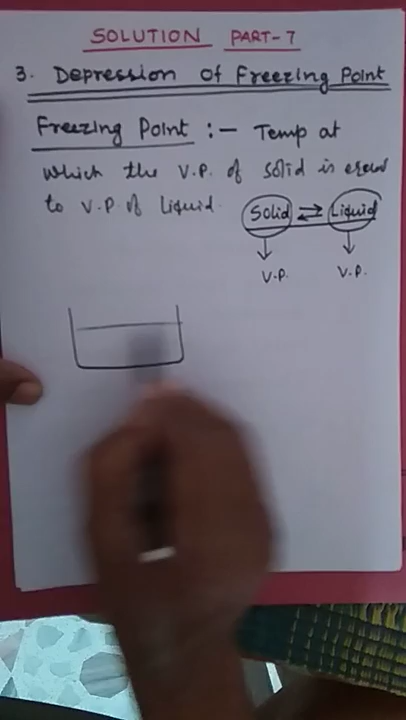 SOLUTION PART-7
3. Depression of Freezing Point
Freezing Point :- Temp at
which the V.P. of solid is equal
to V.P of Liquid.
Solid ⇌ Liquid
V.P. V.P.